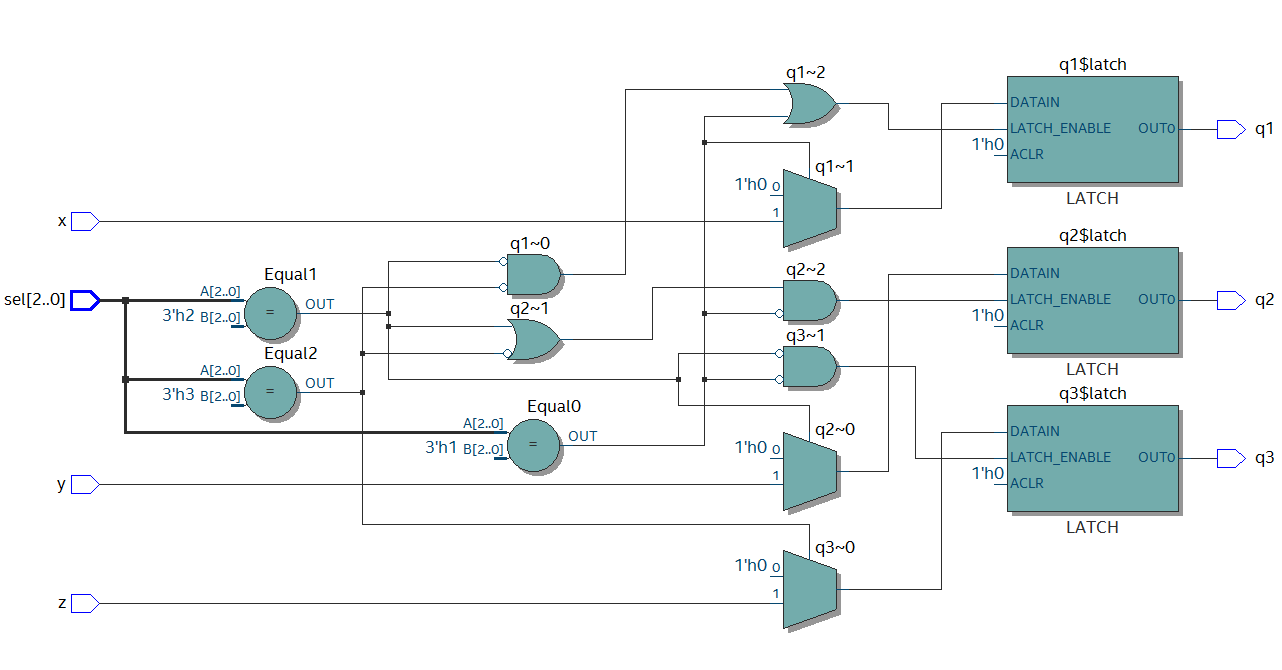 q1~2
q1$latch
DATAIN
LATCH_ENABLE OUT0
q1
1'h0
ACLR
LATCH
q1~1
1'h0 0
1
x
q1~0
Equal1
sel[2..0]
A[2..0]
OUT
=
3'h2 B[2..0]
q2~1
q2~2
q2$latch
DATAIN
LATCH_ENABLE OUT0
q2
1'h0
ACLR
LATCH
Equal2
A[2..0]
OUT
=
3'h3 B[2..0]
q3~1
q3$latch
DATAIN
LATCH_ENABLE OUT0
q3
1'h0
ACLR
LATCH
Equal0
A[2..0]
OUT
=
3'h1 B[2..0]
q2~0
1'h0 0
1
y
q3~0
1'h0 0
1
z